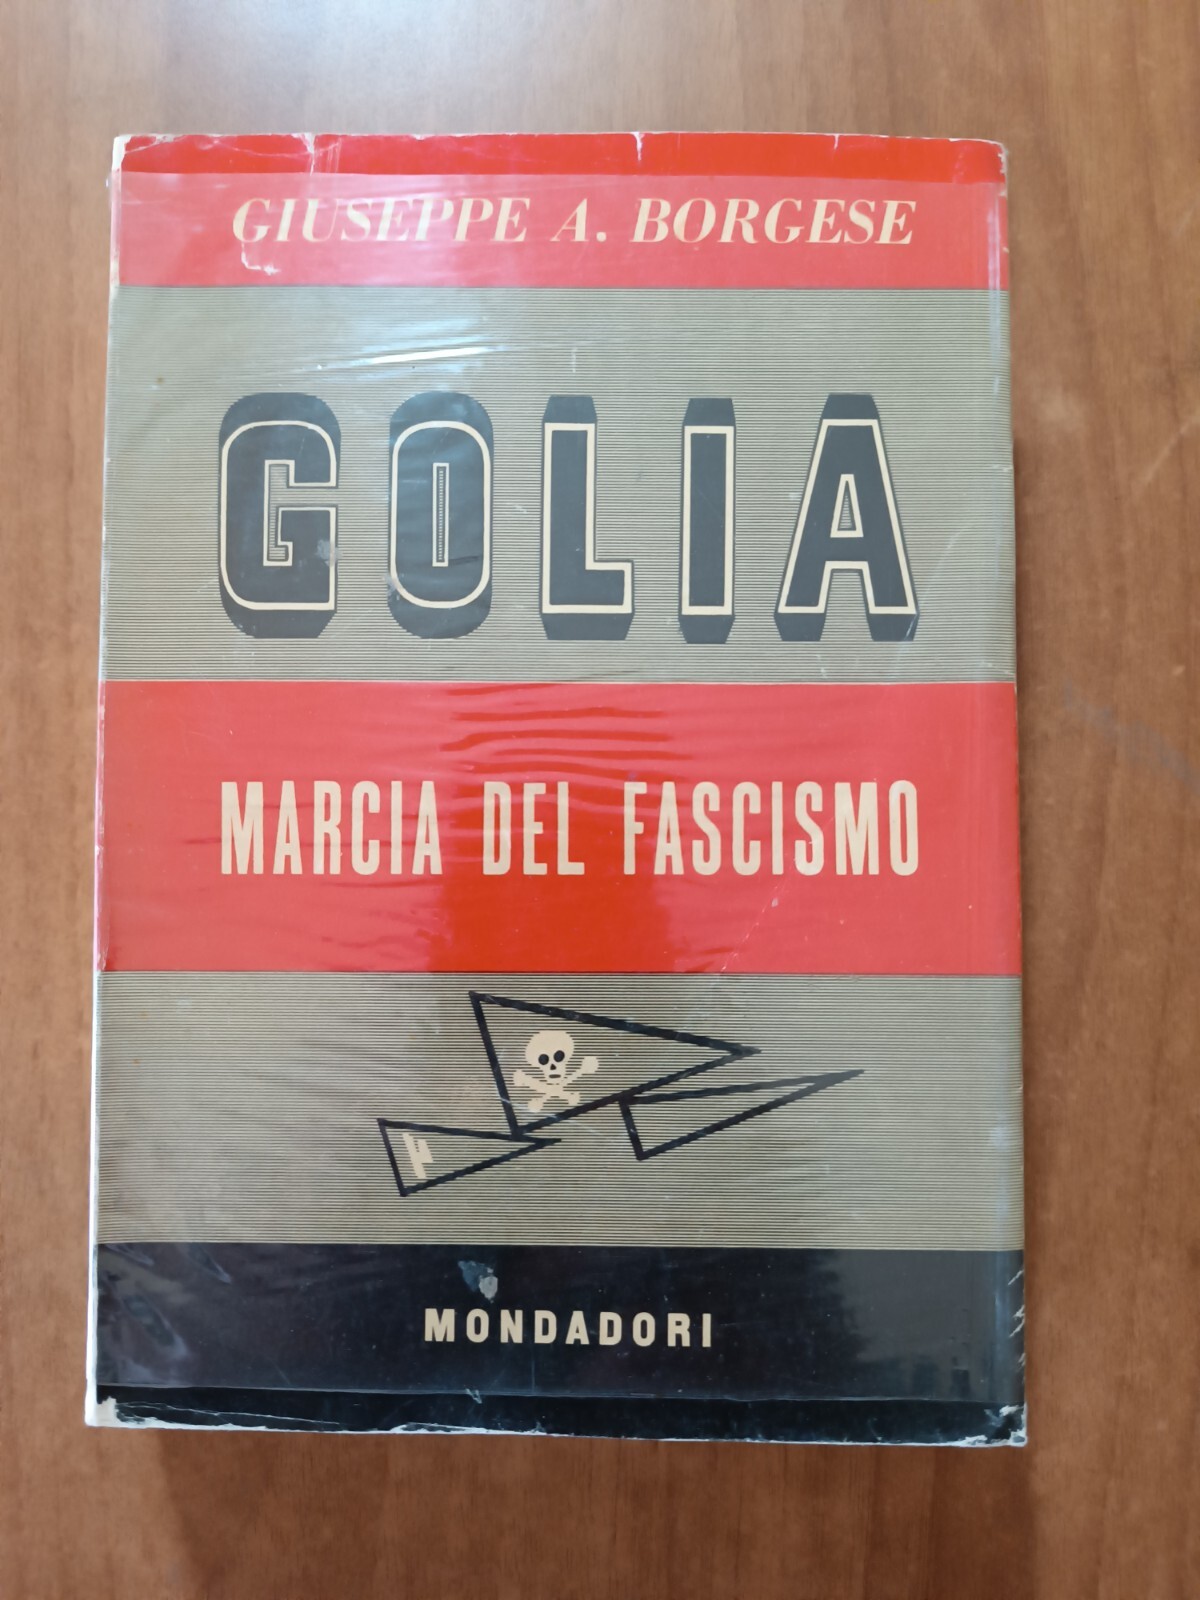 GIUSEPPE A. BORGESE
GOLIA
MARCIA DEL FASCISMO
MONDADORI